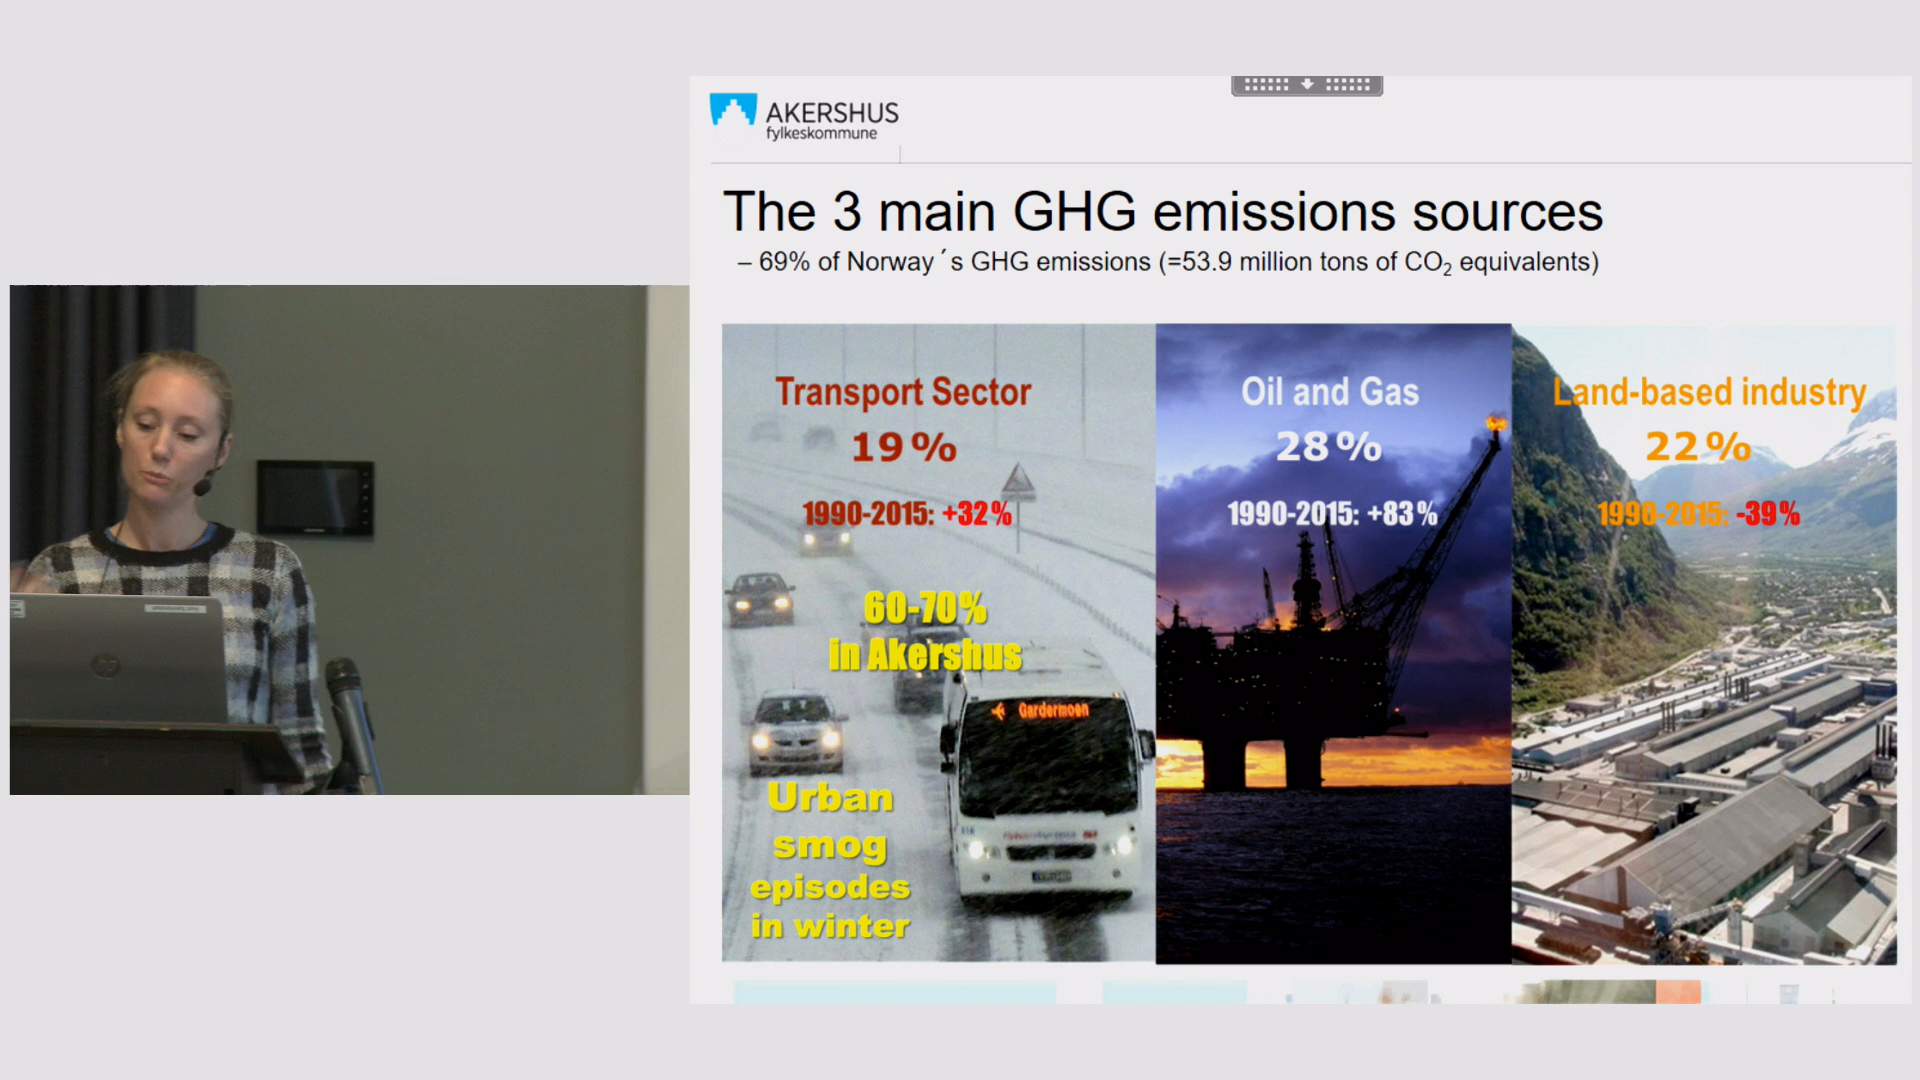 AKERSHUS
fylkeskommune
The 3 main GHG emissions sources
– 69% of Norway´s GHG emissions (=53.9 million tons of CO₂ equivalents)
Transport Sector
19%
1990-2015: +32%
60-70%
in Akershus
Gardermoen
Urban
smog
episodes
in winter
Oil and Gas
28%
1990-2015: +83%
Land-based industry
22%
1990-2015: -39%